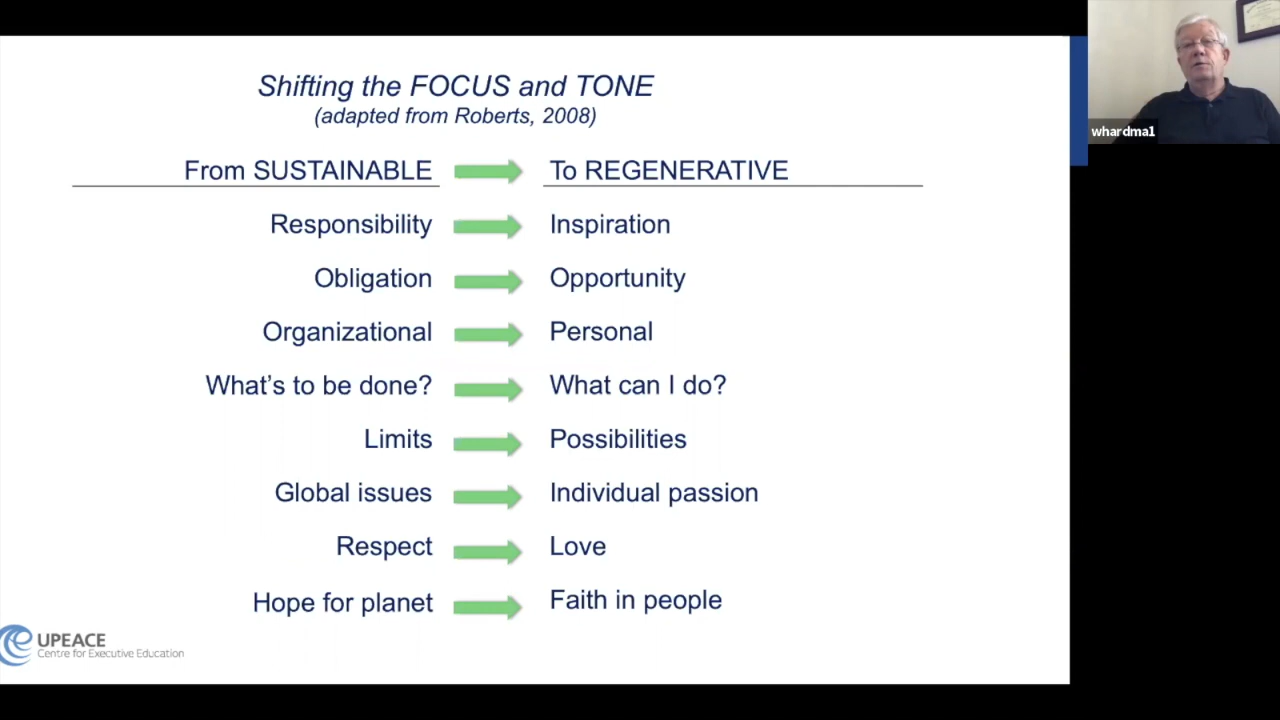 Shifting the FOCUS and TONE
(adapted from Roberts, 2008)
From SUSTAINABLE To REGENERATIVE
Responsibility Inspiration
Obligation Opportunity
Organizational Personal
What's to be done? What can I do?
Limits Possibilities
Global issues Individual passion
Respect Love
Hope for planet Faith in people
UPEACE
Centre for Executive Education
whardma1